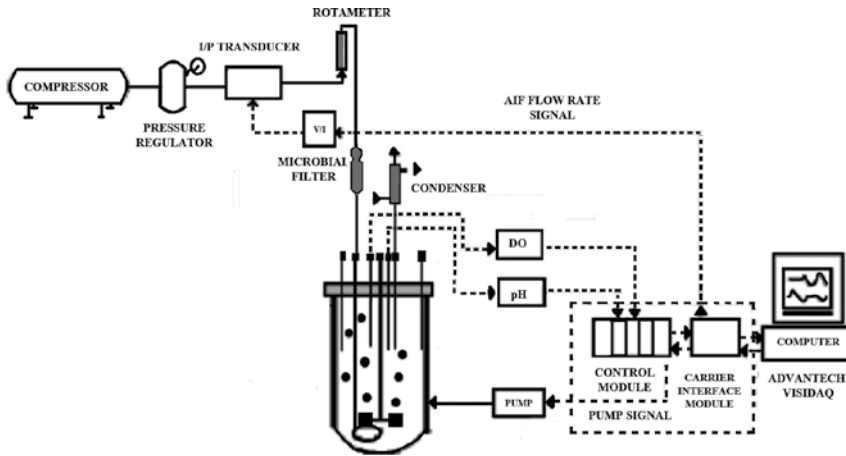 ROTAMETER
I/P TRANSDUCER
COMPRESSOR
PRESSURE
REGULATOR
V/I
AIF FLOW RATE
SIGNAL
MICROBIAL
FILTER
CONDENSER
DO
pH
PUMP
CONTROL
MODULE
CARRIER
INTERFACE
MODULE
PUMP SIGNAL
COMPUTER
ADVANTECH
VISIDAQ